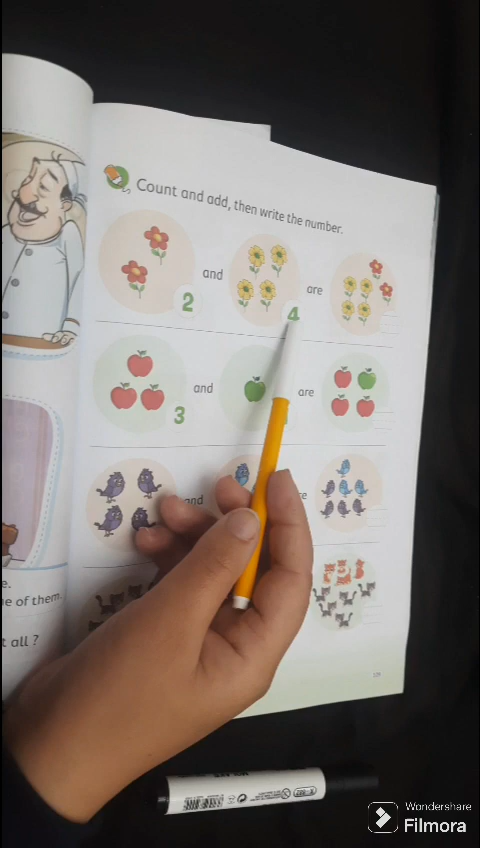 Count and add, then write the number.
2 and 4 are
3 and are
and
e.
e of them.
t all ?
Wondershare
Filmora